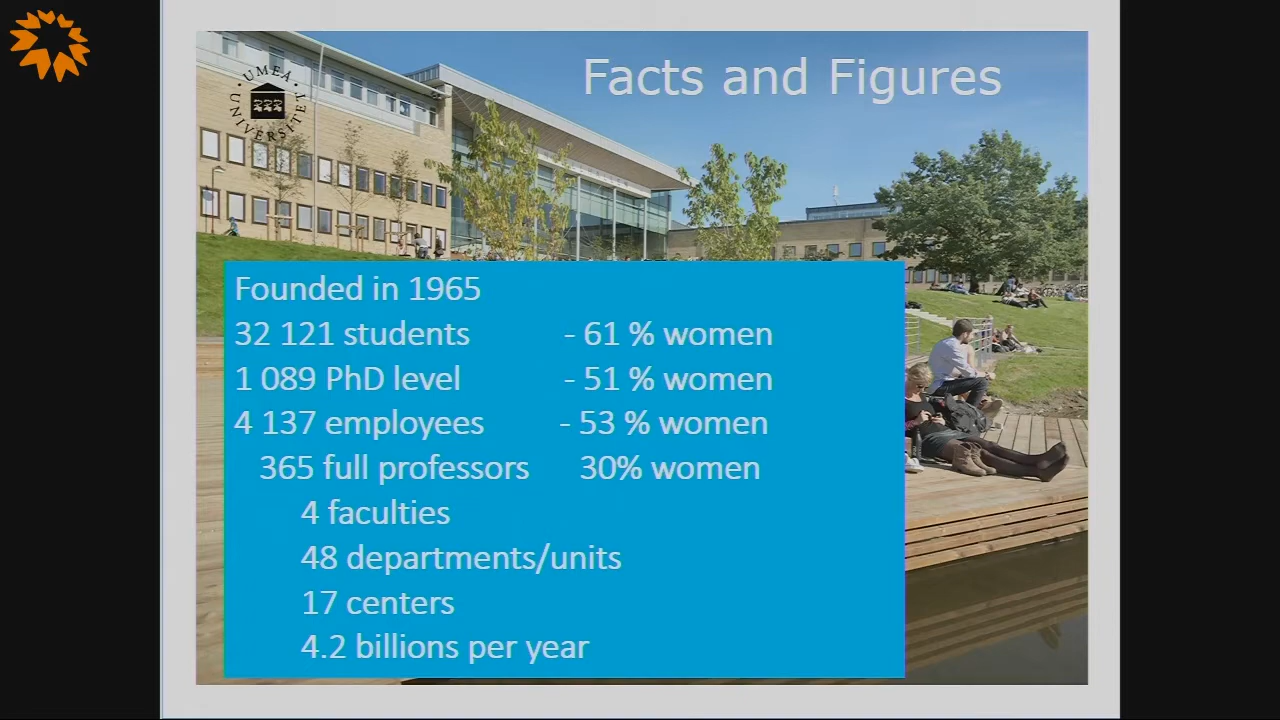 Facts and Figures
UMEÅ UNIVERSITET
Founded in 1965
32 121 students - 61 % women
1 089 PhD level - 51 % women
4 137 employees - 53 % women
365 full professors 30% women
4 faculties
48 departments/units
17 centers
4.2 billions per year